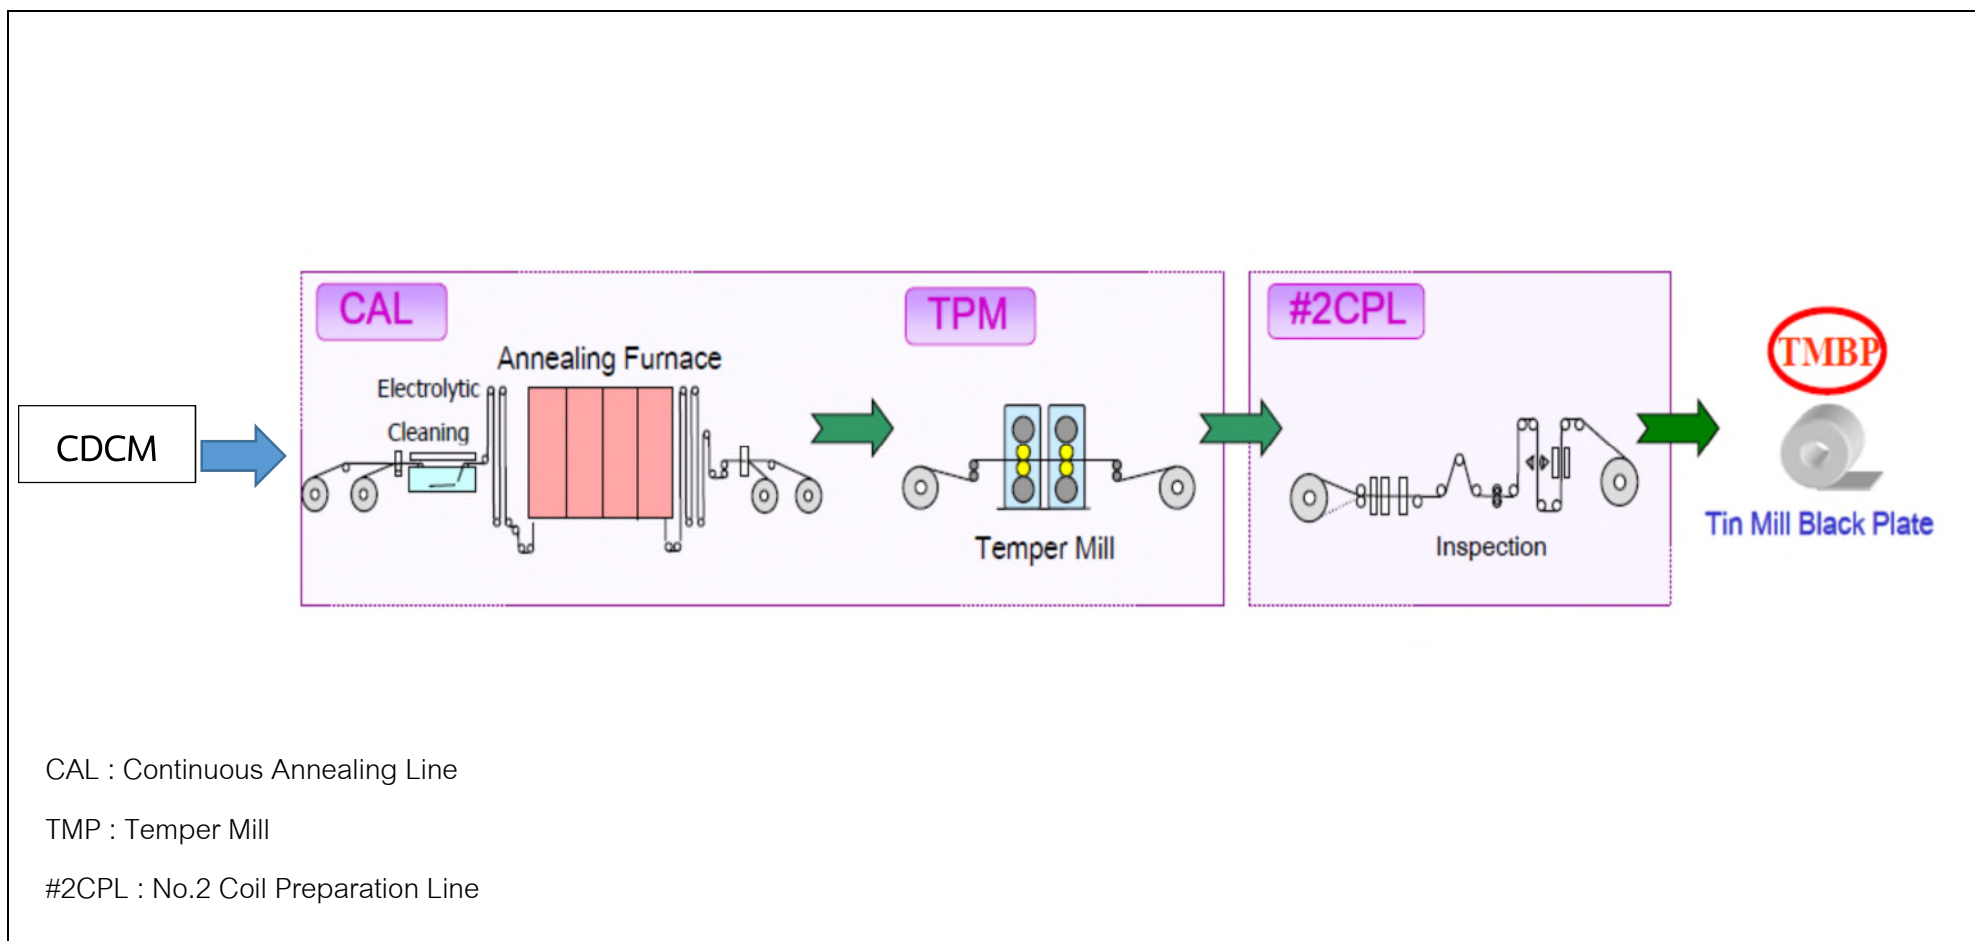 CDCM
CAL
Electrolytic
Cleaning
Annealing Furnace
TPM
Temper Mill
#2CPL
Inspection
TMBP
Tin Mill Black Plate
CAL : Continuous Annealing Line
TMP : Temper Mill
#2CPL : No.2 Coil Preparation Line